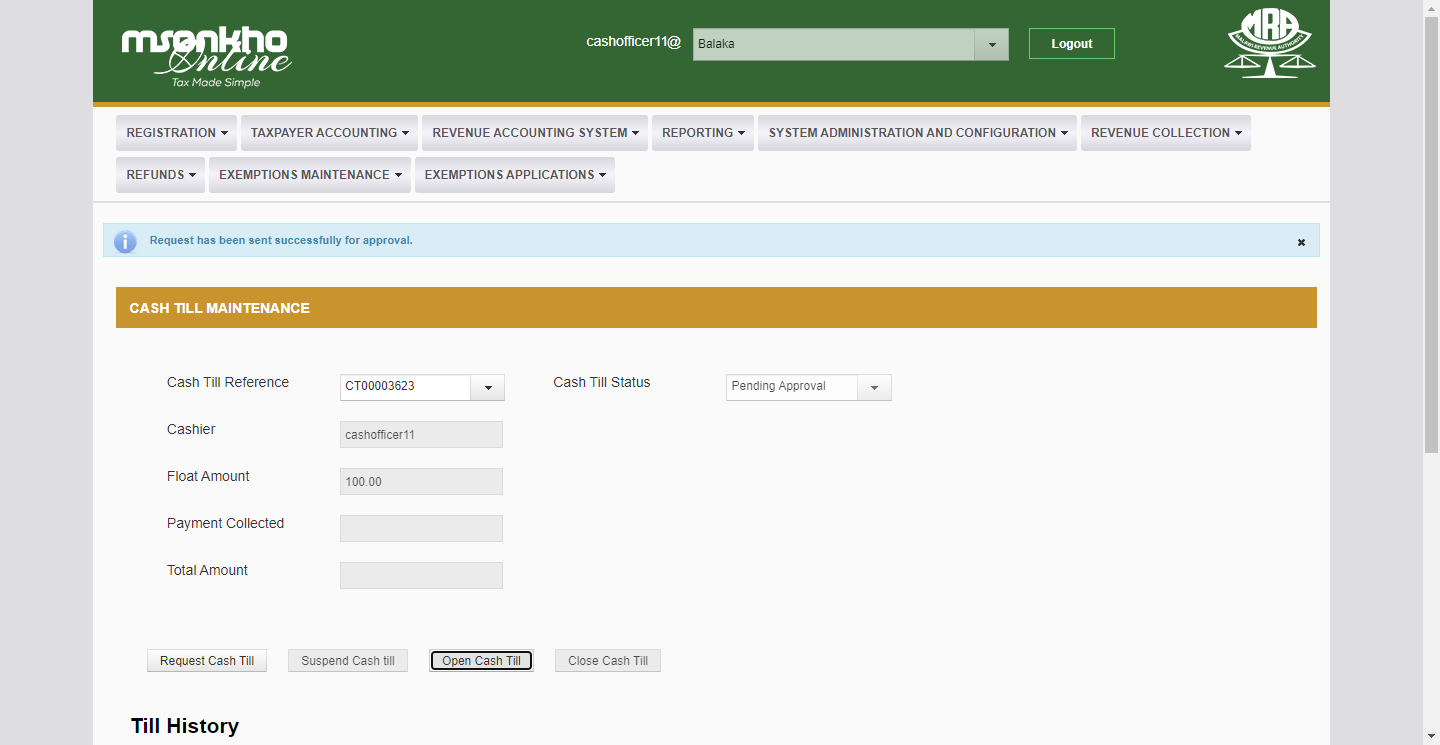 msonkho
Online
Tax Made Simple
cashofficer11@
Balaka
Logout
MRA
MALAWI REVENUE AUTHORITY
REGISTRATION
TAXPAYER ACCOUNTING
REVENUE ACCOUNTING SYSTEM
REPORTING
SYSTEM ADMINISTRATION AND CONFIGURATION
REVENUE COLLECTION
REFUNDS
EXEMPTIONS MAINTENANCE
EXEMPTIONS APPLICATIONS
Request has been sent successfully for approval.
CASH TILL MAINTENANCE
Cash Till Reference
CT00003623
Cash Till Status
Pending Approval
Cashier
cashofficer11
Float Amount
100.00
Payment Collected
Total Amount
Request Cash Till
Suspend Cash till
Open Cash Till
Close Cash Till
Till History